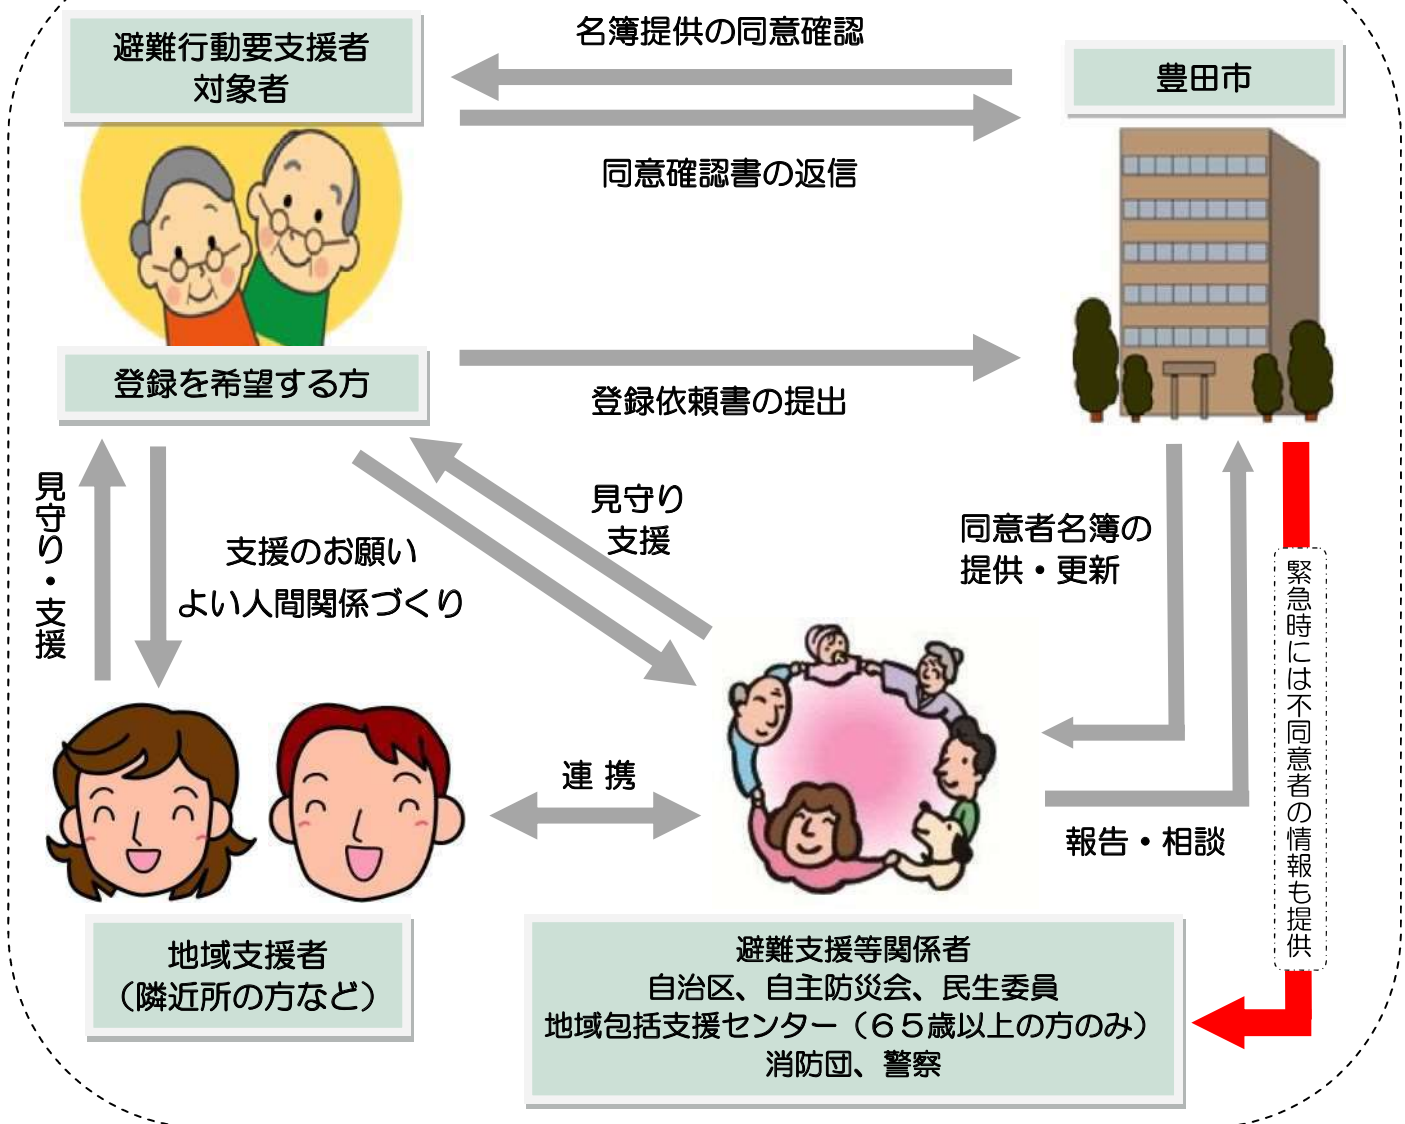 避難行動要支援者
対象者
名簿提供の同意確認
豊田市
同意確認書の返信
登録を希望する方
登録依頼書の提出
見守り・支援
支援のお願い
よい人間関係づくり
見守り
支援
同意者名簿の
提供・更新
緊急時には不同意者の情報も提供
連 携
報告・相談
地域支援者
（隣近所の方など）
避難支援等関係者
自治区、自主防災会、民生委員
地域包括支援センター（６５歳以上の方のみ）
消防団、警察